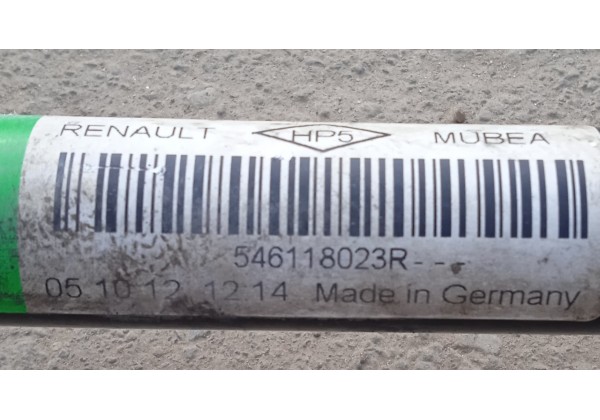 RENAULT HP5 MUBEA
546118023R---
05.10.12 12:14 Made in Germany